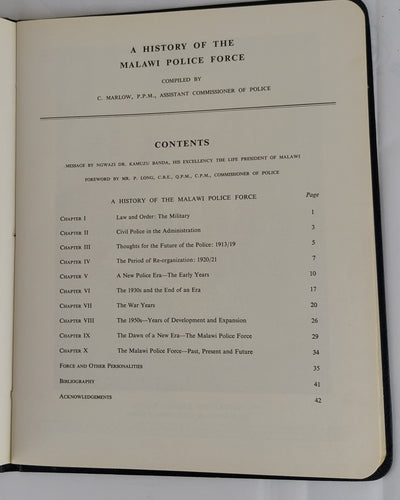 A HISTORY OF THE
MALAWI POLICE FORCE
COMPILED BY
C. MARLOW, P.P.M., ASSISTANT COMMISSIONER OF POLICE
CONTENTS
MESSAGE BY NGWAZI DR. KAMUZU BANDA, HIS EXCELLENCY THE LIFE PRESIDENT OF MALAWI
FOREWORD BY MR. P. LONG, C.B.E., Q.P.M., C.P.M., COMMISSIONER OF POLICE
A HISTORY OF THE MALAWI POLICE FORCE Page
CHAPTER I Law and Order: The Military 1
CHAPTER II Civil Police in the Administration 3
CHAPTER III Thoughts for the Future of the Police: 1913/19 5
CHAPTER IV The Period of Re-organization: 1920/21 7
CHAPTER V A New Police Era—The Early Years 10
CHAPTER VI The 1930s and the End of an Era 17
CHAPTER VII The War Years 20
CHAPTER VIII The 1950s—Years of Development and Expansion 26
CHAPTER IX The Dawn of a New Era—The Malawi Police Force 29
CHAPTER X The Malawi Police Force—Past, Present and Future 34
FORCE AND OTHER PERSONALITIES 35
BIBLIOGRAPHY 41
ACKNOWLEDGEMENTS 42